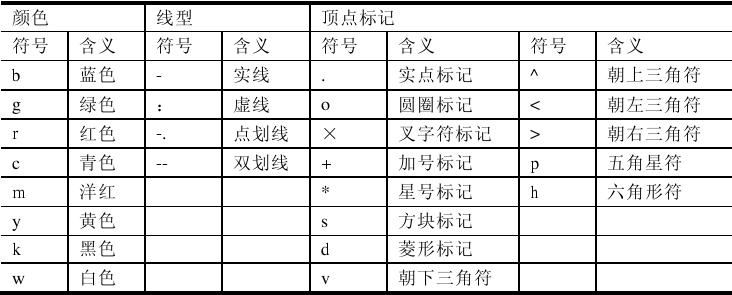 颜色 线型 顶点标记
符号 含义 符号 含义 符号 含义 符号 含义
b 蓝色 - 实线 . 实点标记 ^ 朝上三角符
g 绿色 : 虚线 o 圆圈标记 < 朝左三角符
r 红色 -. 点划线 × 叉字符标记 > 朝右三角符
c 青色 -- 双划线 + 加号标记 p 五角星符
m 洋红 * 星号标记 h 六角形符
y 黄色 s 方块标记
k 黑色 d 菱形标记
w 白色 v 朝下三角符